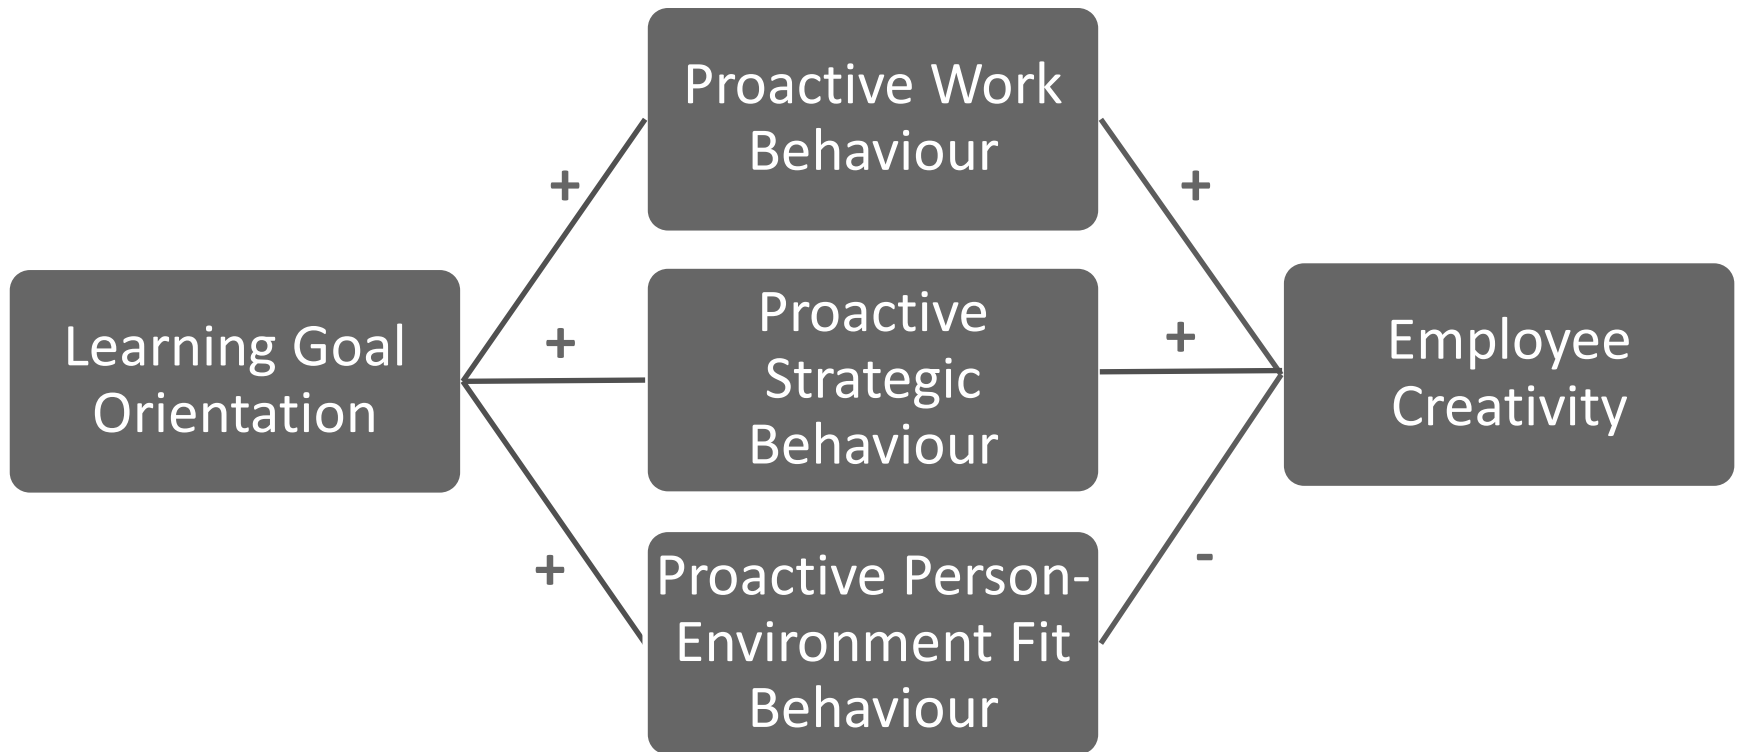 Proactive Work
Behaviour
+
+
Learning Goal
Orientation
+
Proactive
Strategic
Behaviour
+
Employee
Creativity
+
Proactive Person-
Environment Fit
Behaviour
-